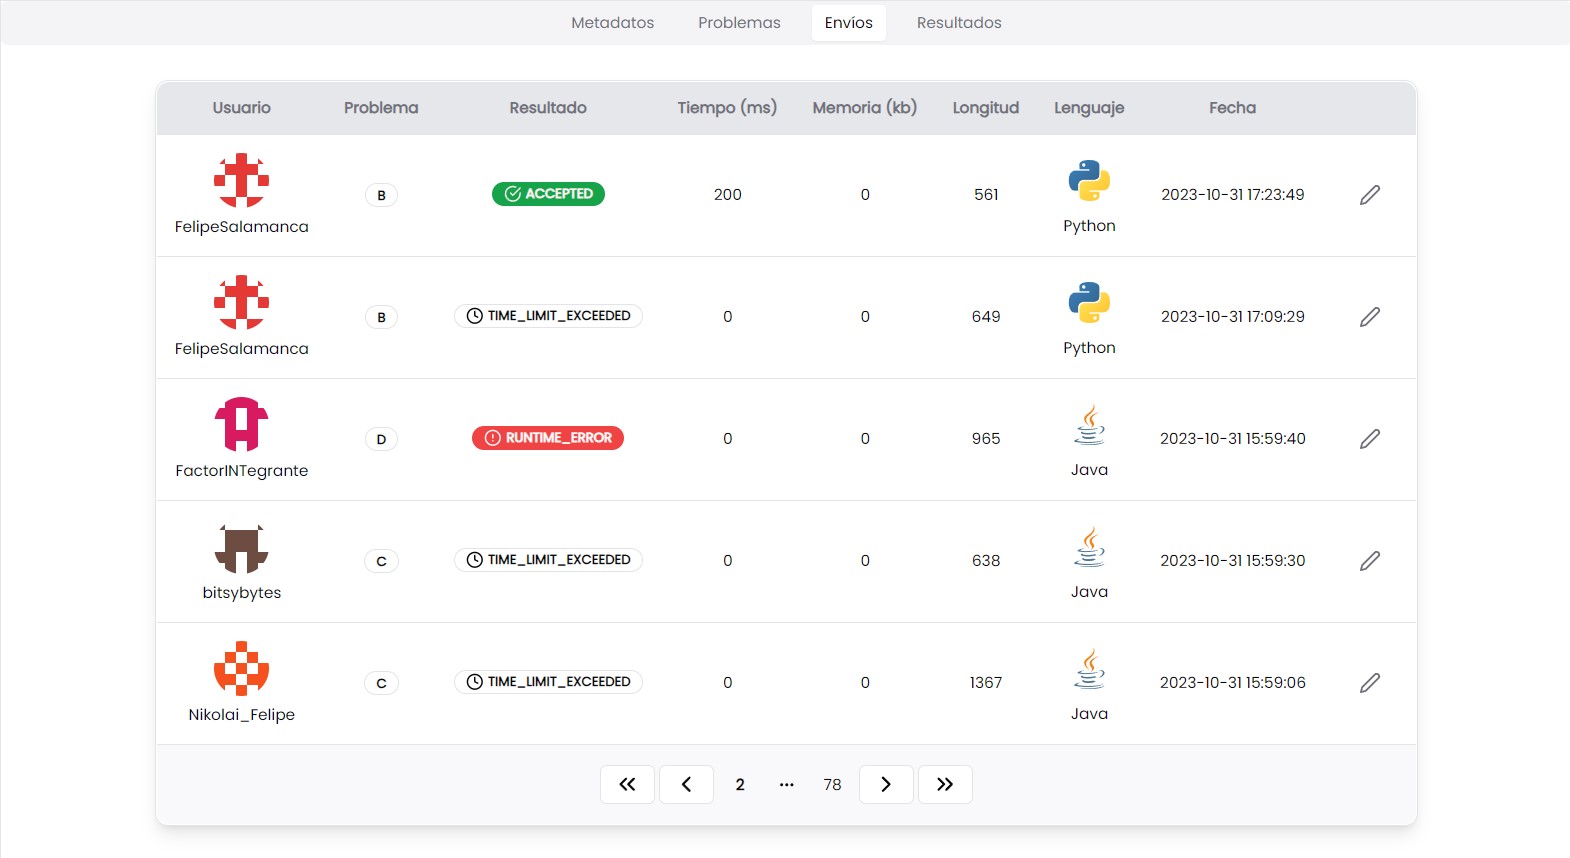 Metadatos Problemas Envíos Resultados
Usuario Problema Resultado Tiempo (ms) Memoria (kb) Longitud Lenguaje Fecha
FelipeSalamanca B ACCEPTED 200 0 561 Python 2023-10-31 17:23:49
FelipeSalamanca B TIME_LIMIT_EXCEEDED 0 0 649 Python 2023-10-31 17:09:29
FactorINTegrante D RUNTIME_ERROR 0 0 965 Java 2023-10-31 15:59:40
bitsybytes C TIME_LIMIT_EXCEEDED 0 0 638 Java 2023-10-31 15:59:30
Nikolai_Felipe C TIME_LIMIT_EXCEEDED 0 0 1367 Java 2023-10-31 15:59:06
2 ... 78